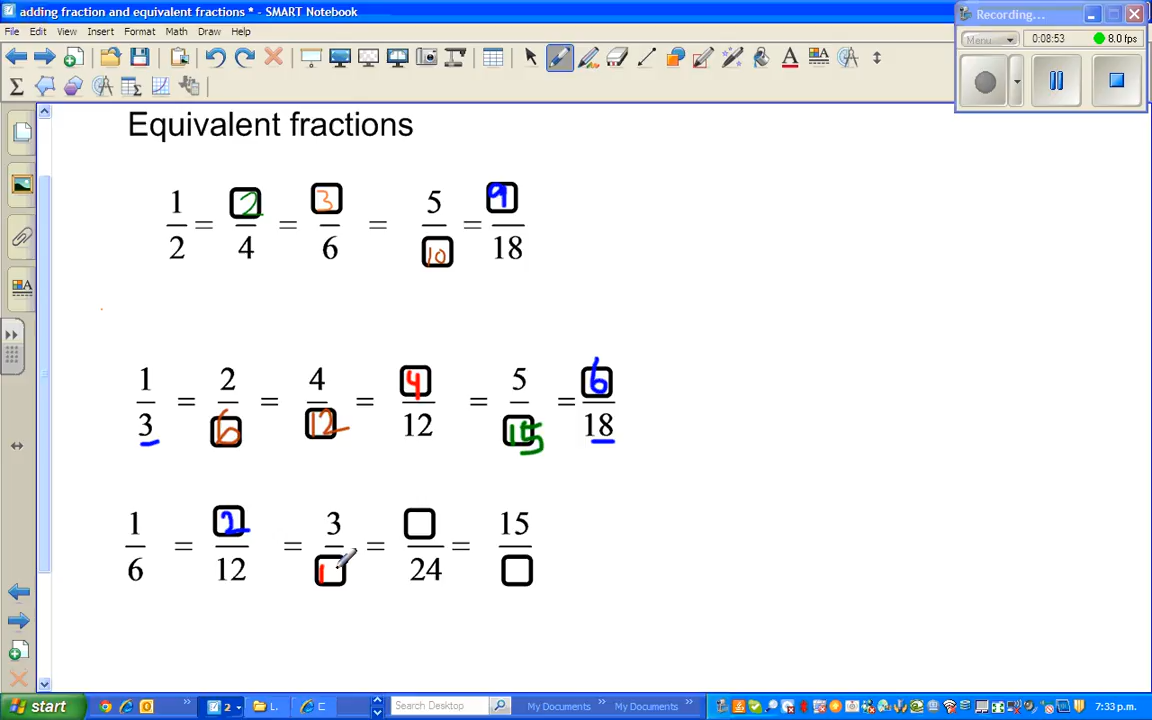 adding fraction and equivalent fractions * - SMART Notebook
Recording...
File Edit View Insert Format Math Draw Help
Menu 0:08:53 8.0 fps
Equivalent fractions
1/2 = 2/4 = 3/6 = 5/10 = 9/18
1/3 = 2/6 = 4/12 = 4/12 = 5/15 = 6/18
1/6 = 2/12 = 3/1 = □/24 = 15/□
start 2 L. C Search Desktop My Documents » My Documents » 7:33 p.m.